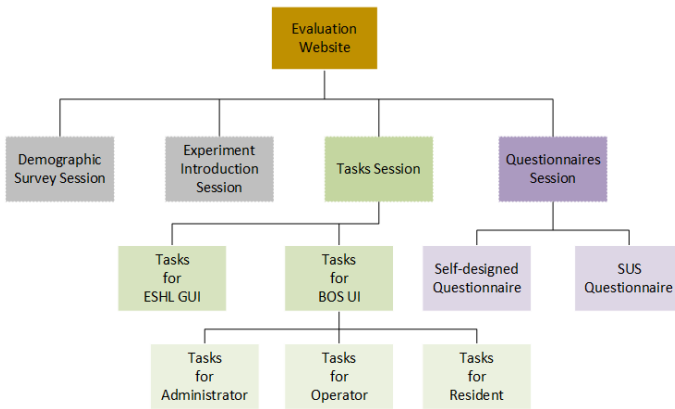 Evaluation
Website
Demographic
Survey Session
Experiment
Introduction
Session
Tasks Session
Questionnaires
Session
Tasks
for
ESHL GUI
Tasks
for
BOS UI
Self-designed
Questionnaire
SUS
Questionnaire
Tasks
for
Administrator
Tasks
for
Operator
Tasks
for
Resident